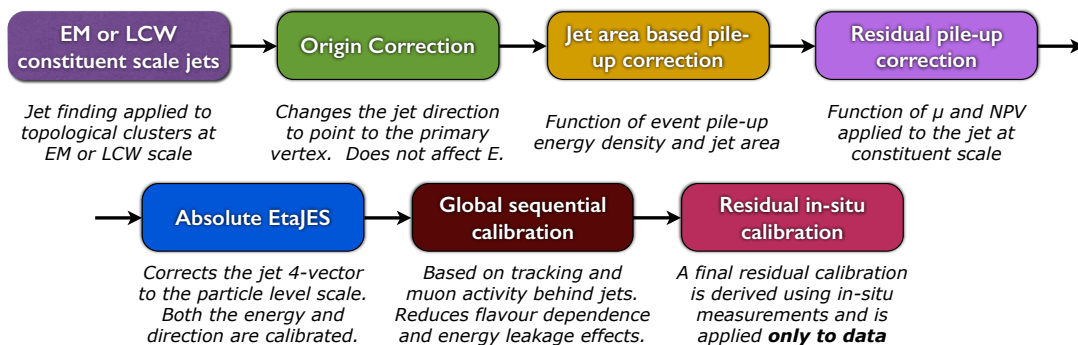 EM or LCW
constituent scale jets
Origin Correction
Jet area based pile-
up correction
Residual pile-up
correction
Jet finding applied to
topological clusters at
EM or LCW scale
Changes the jet direction
to point to the primary
vertex.  Does not affect E.
Function of event pile-up
energy density and jet area
Function of µ and NPV
applied to the jet at
constituent scale
Absolute EtaJES
Global sequential
calibration
Residual in-situ
calibration
Corrects the jet 4-vector
to the particle level scale.
Both the energy and
direction are calibrated.
Based on tracking and
muon activity behind jets.
Reduces flavour dependence
and energy leakage effects.
A final residual calibration
is derived using in-situ
measurements and is
applied only to data